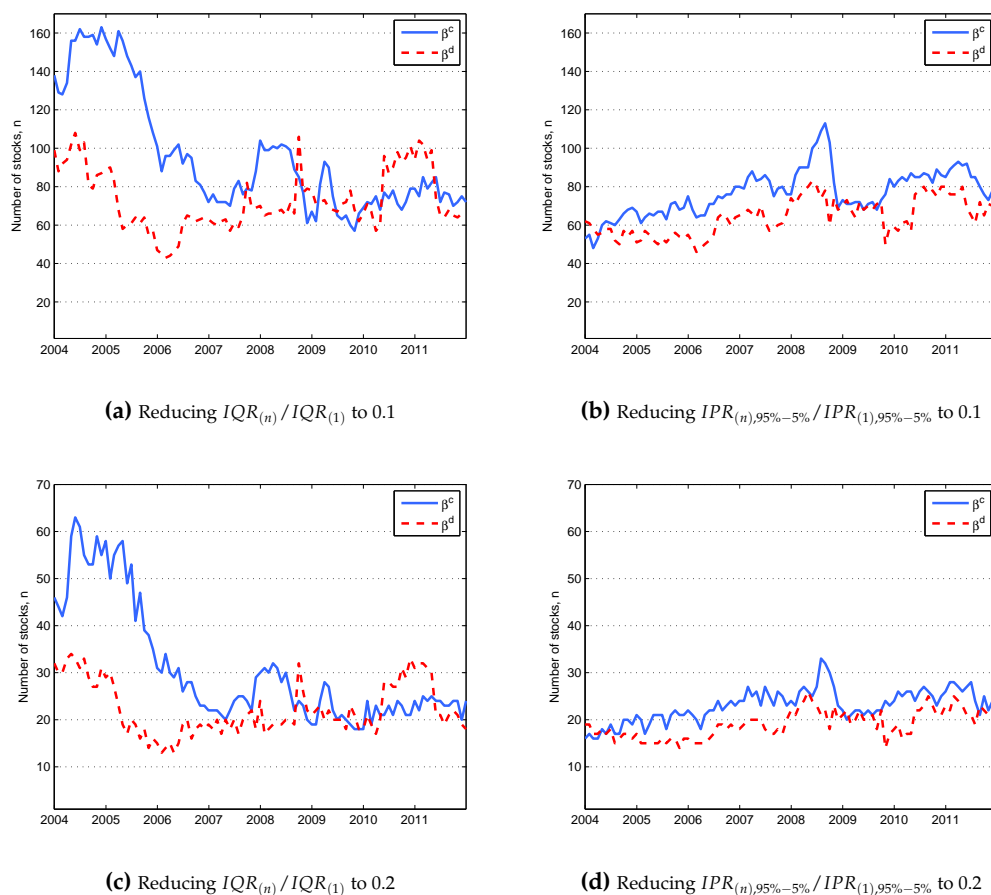 160
140
120
100
80
60
40
20
Number of stocks, n
β^c
β^d
2004 2005 2006 2007 2008 2009 2010 2011
(a) Reducing IQR_(n)/IQR_(1) to 0.1
160
140
120
100
80
60
40
20
Number of stocks, n
β^c
β^d
2004 2005 2006 2007 2008 2009 2010 2011
(b) Reducing IPR_(n),95%−5%/IPR_(1),95%−5% to 0.1
70
60
50
40
30
20
10
Number of stocks, n
β^c
β^d
2004 2005 2006 2007 2008 2009 2010 2011
(c) Reducing IQR_(n)/IQR_(1) to 0.2
70
60
50
40
30
20
10
Number of stocks, n
β^c
β^d
2004 2005 2006 2007 2008 2009 2010 2011
(d) Reducing IPR_(n),95%−5%/IPR_(1),95%−5% to 0.2